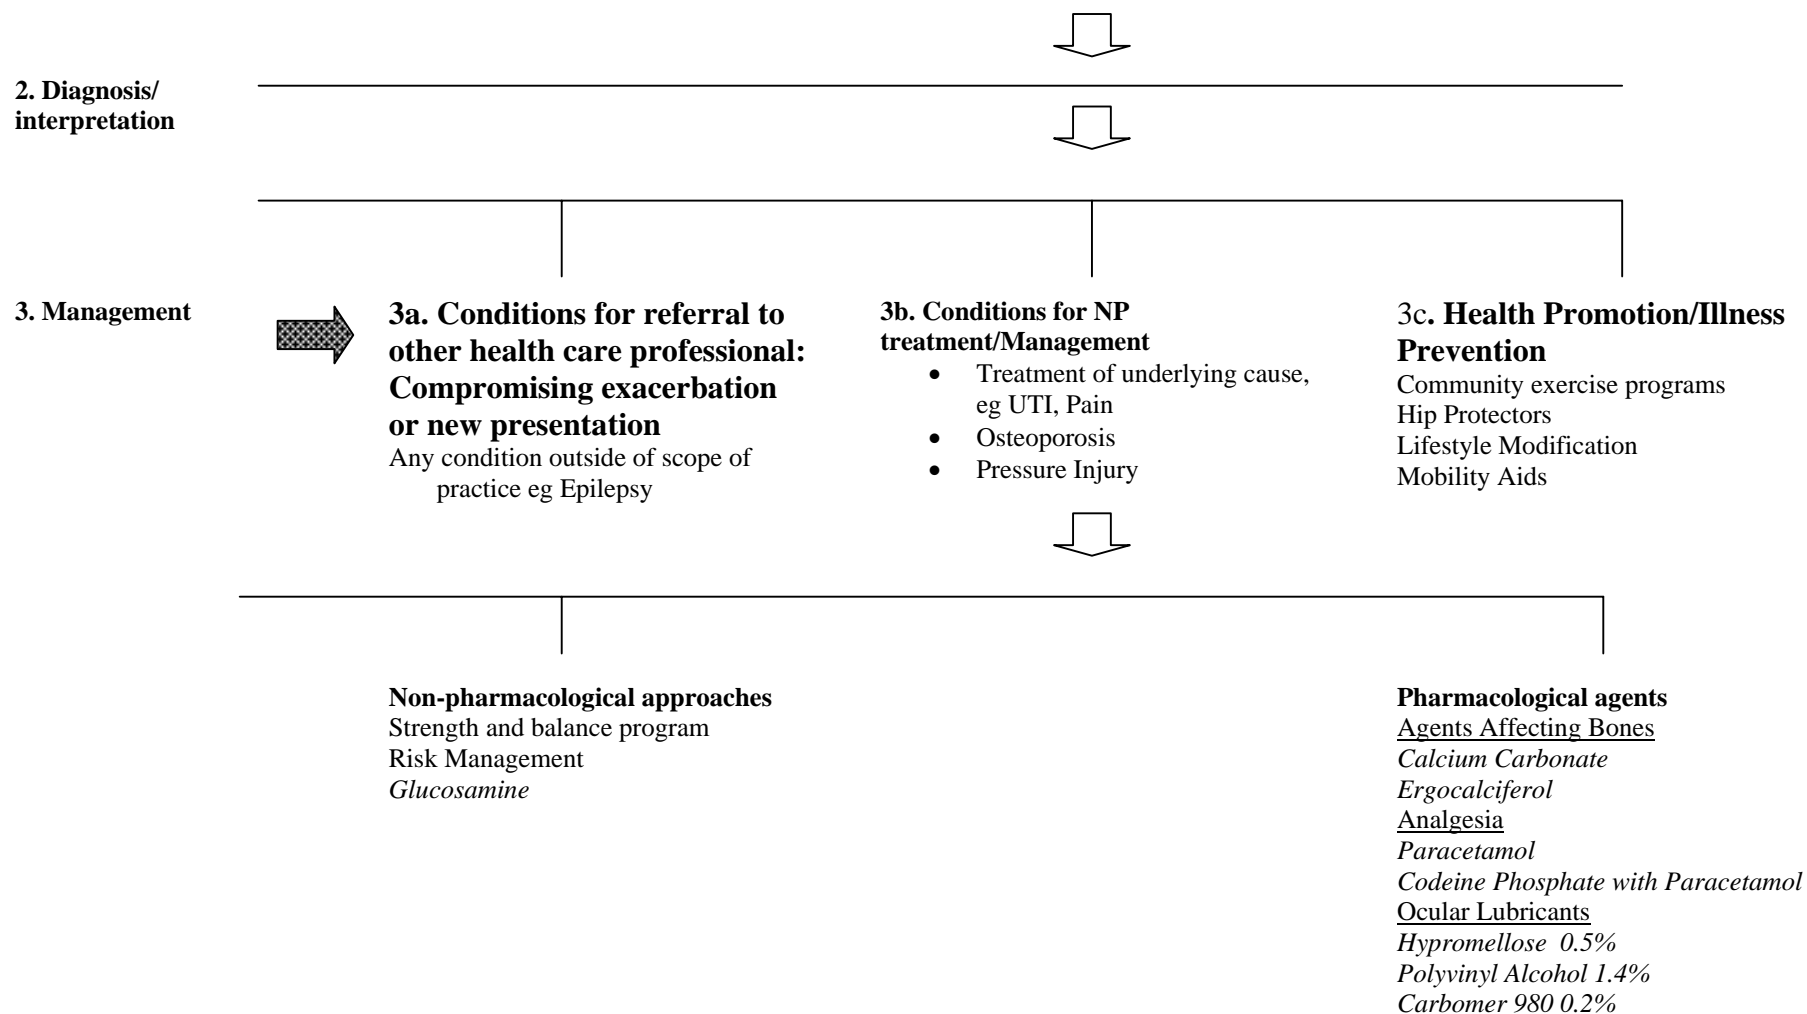 2. Diagnosis/
interpretation
3. Management
3a. Conditions for referral to
other health care professional:
Compromising exacerbation
or new presentation
Any condition outside of scope of
practice eg Epilepsy
3b. Conditions for NP
treatment/Management
• Treatment of underlying cause,
eg UTI, Pain
• Osteoporosis
• Pressure Injury
3c. Health Promotion/Illness
Prevention
Community exercise programs
Hip Protectors
Lifestyle Modification
Mobility Aids
Non-pharmacological approaches
Strength and balance program
Risk Management
Glucosamine
Pharmacological agents
Agents Affecting Bones
Calcium Carbonate
Ergocalciferol
Analgesia
Paracetamol
Codeine Phosphate with Paracetamol
Ocular Lubricants
Hypromellose 0.5%
Polyvinyl Alcohol 1.4%
Carbomer 980 0.2%